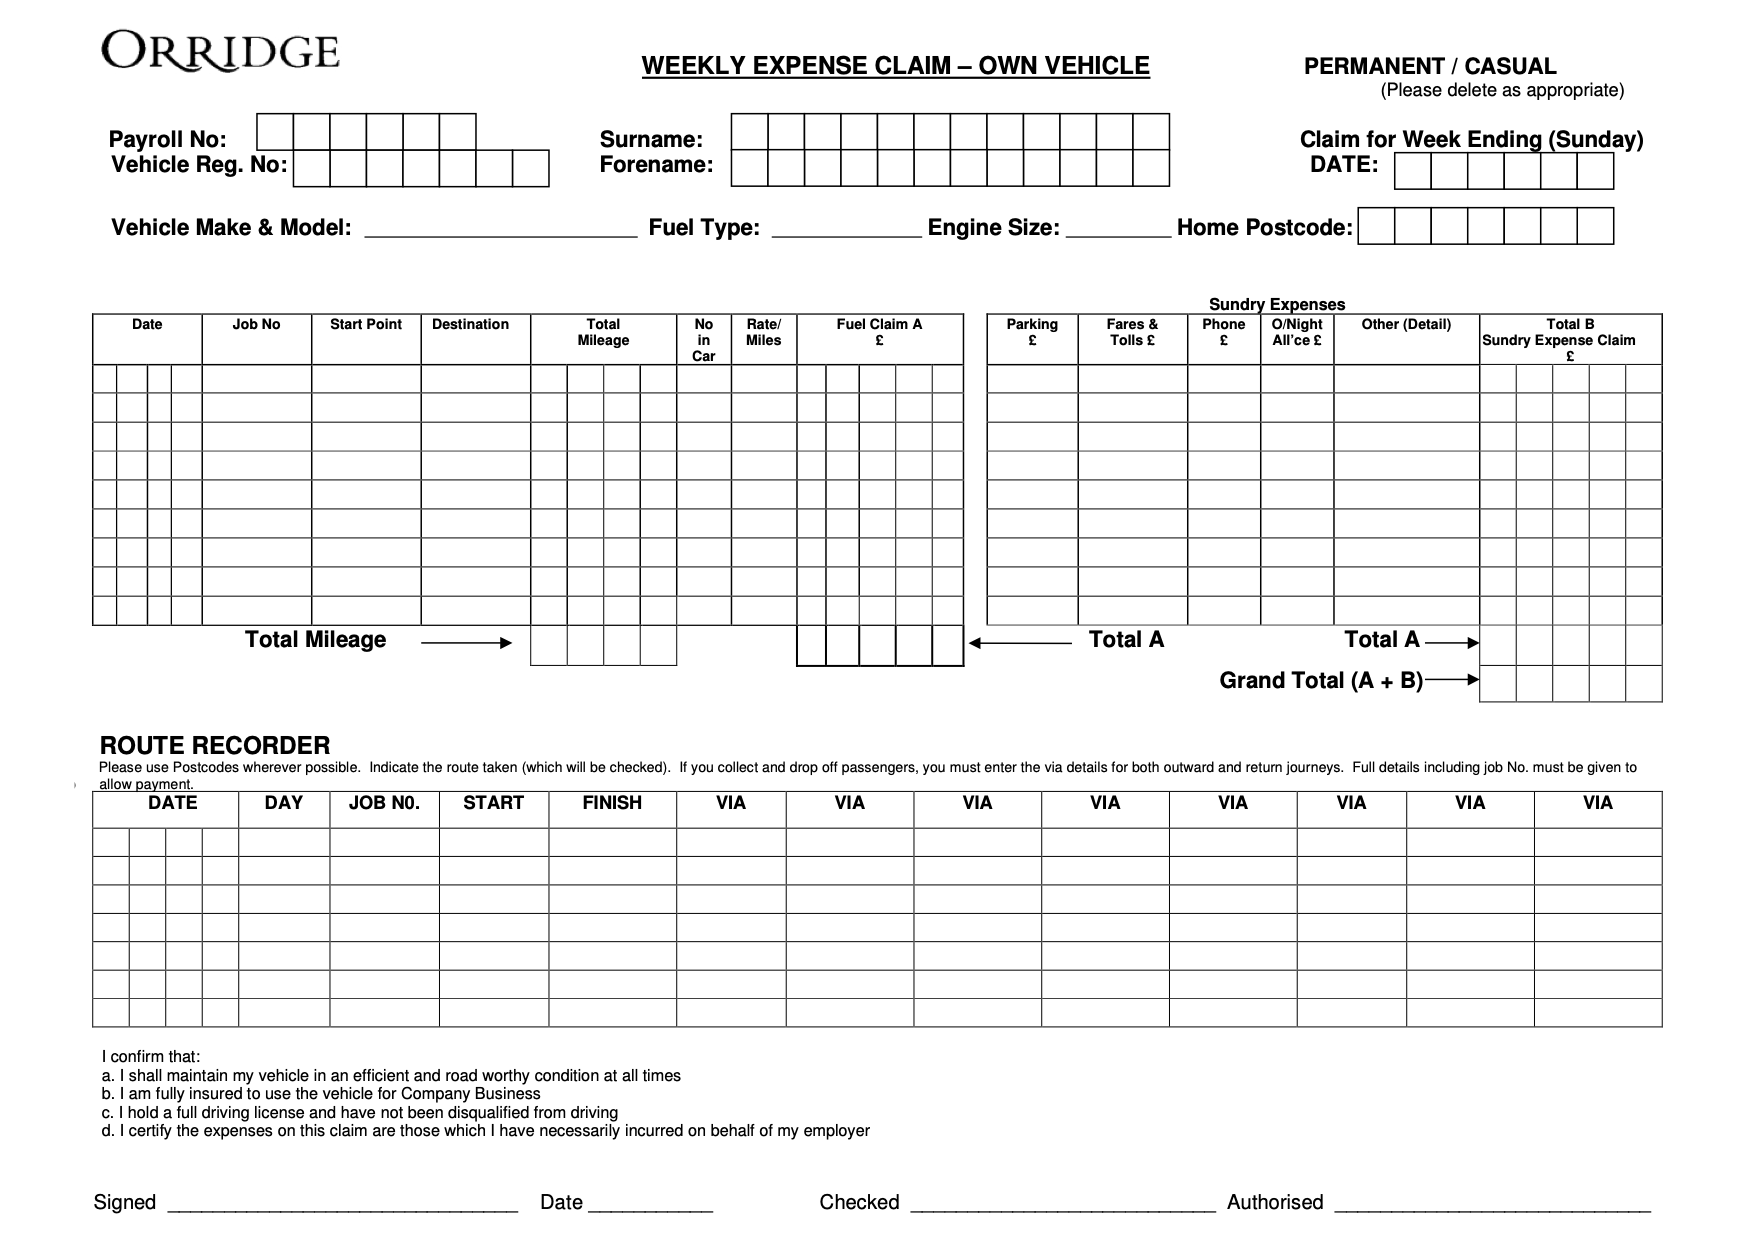 ORRIDGE
WEEKLY EXPENSE CLAIM – OWN VEHICLE
PERMANENT / CASUAL
(Please delete as appropriate)
Payroll No:
Surname:
Claim for Week Ending (Sunday)
Vehicle Reg. No:
Forename:
DATE:
Vehicle Make & Model: Fuel Type: Engine Size: Home Postcode:
Sundry Expenses
Date Job No Start Point Destination Total No Rate/ Fuel Claim A Parking Fares & Phone O/Night Other (Detail) Total B
Mileage in Miles £ £ Tolls £ £ All'ce £ Sundry Expense Claim
Car £
Total Mileage Total A Total A
Grand Total (A + B)
ROUTE RECORDER
Please use Postcodes wherever possible. Indicate the route taken (which will be checked). If you collect and drop off passengers, you must enter the via details for both outward and return journeys. Full details including job No. must be given to
allow payment.
DATE DAY JOB N0. START FINISH VIA VIA VIA VIA VIA VIA VIA VIA
I confirm that:
a. I shall maintain my vehicle in an efficient and road worthy condition at all times
b. I am fully insured to use the vehicle for Company Business
c. I hold a full driving license and have not been disqualified from driving
d. I certify the expenses on this claim are those which I have necessarily incurred on behalf of my employer
Signed Date Checked Authorised